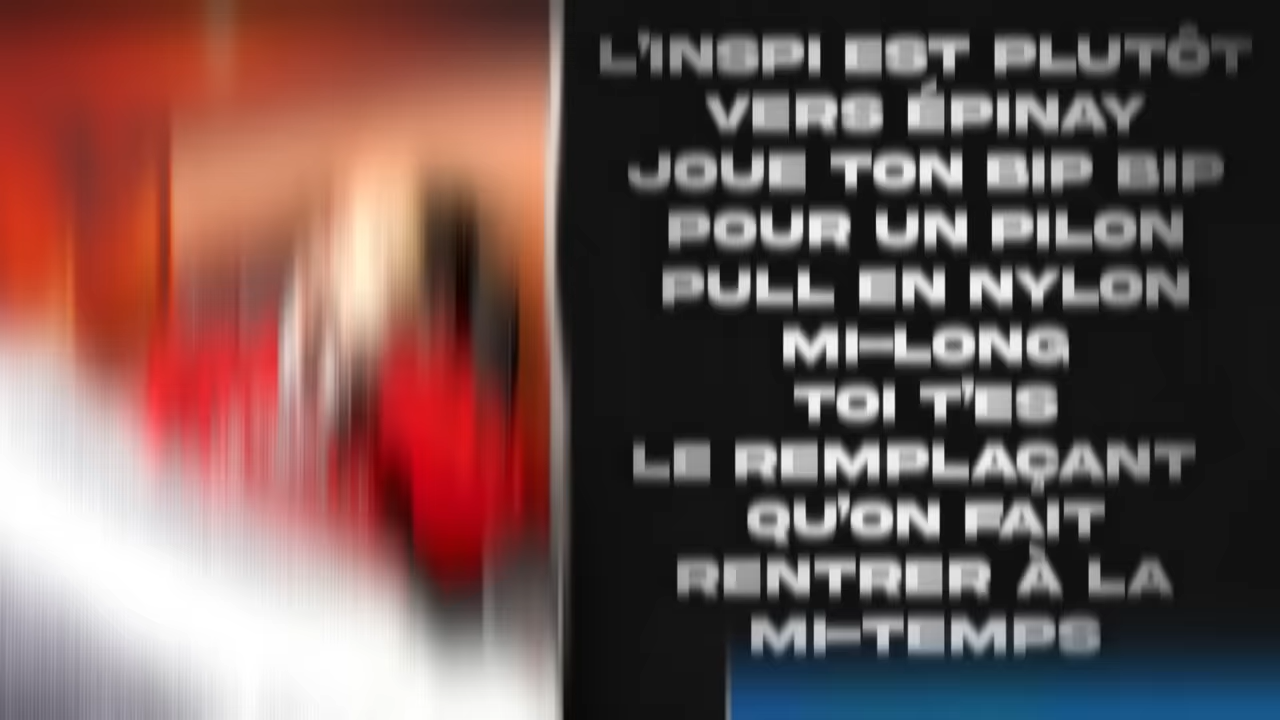 L'INSPI EST PLUTÔT
VERS ÉPINAY
JOUE TON BIP BIP
POUR UN PILON
PULL EN NYLON
MI-LONG
TOI T'ES
LE REMPLAÇANT
QU'ON FAIT
RENTRER À LA
MI-TEMPS